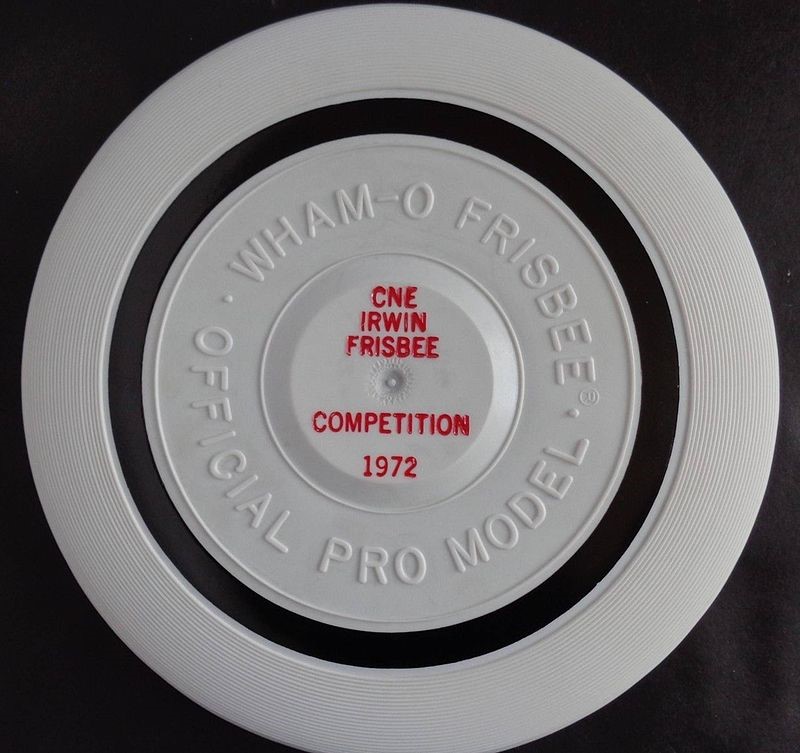 WHAM-O FRISBEE®
· OFFICIAL PRO MODEL ·
CNE
IRWIN
FRISBEE
COMPETITION
1972